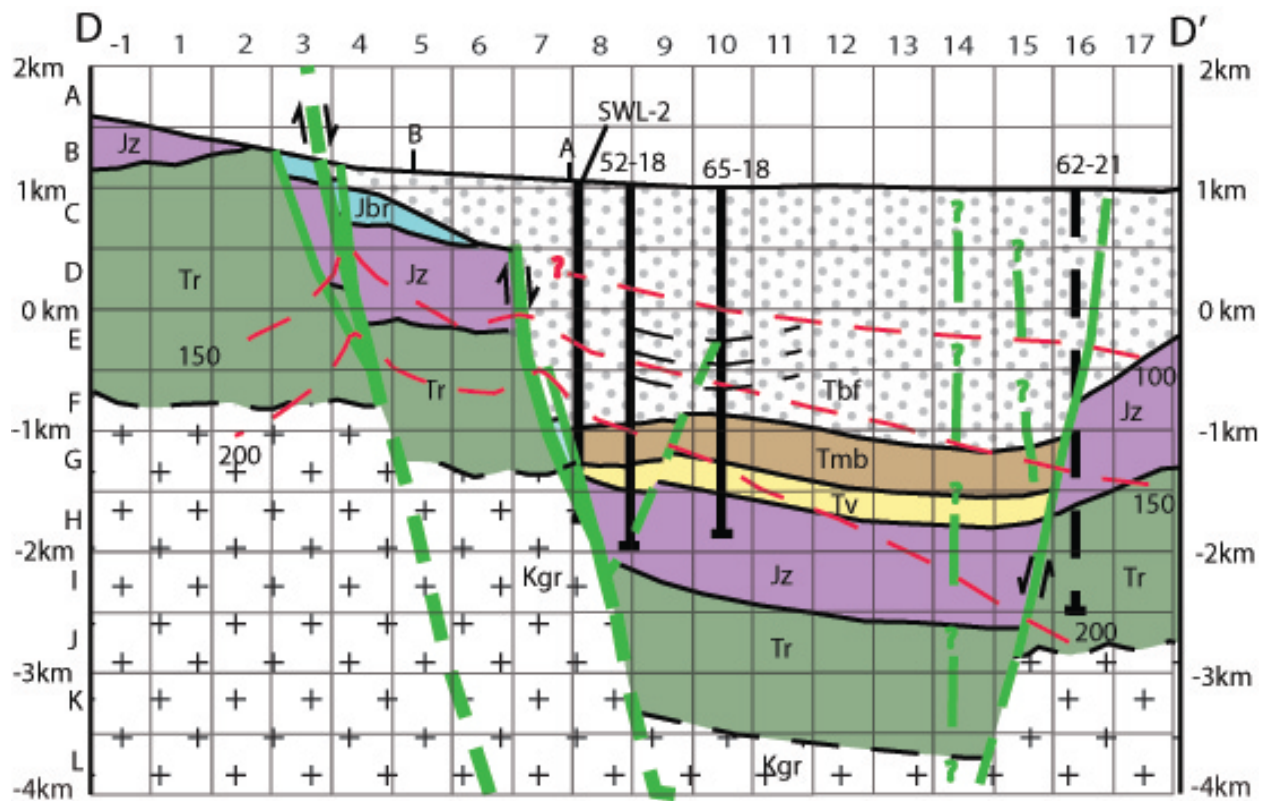 D -1 1 2 3 4 5 6 7 8 9 10 11 12 13 14 15 16 17 D'
2km 2km
A
SWL-2
B A 52-18 65-18 62-21
Jz
B
1km 1km
C
Jbr ?
?
D Tr Jz ?
0 km 0 km
E
150 ?
Tr Tbf ? 100
F Jz
-1km -1km
200 Tmb
G
? 150
Tv
H
-2km -2km
Kgr Jz Tr
I
200
J Tr ?
-3km -3km
K
L Kgr ?
-4km -4km